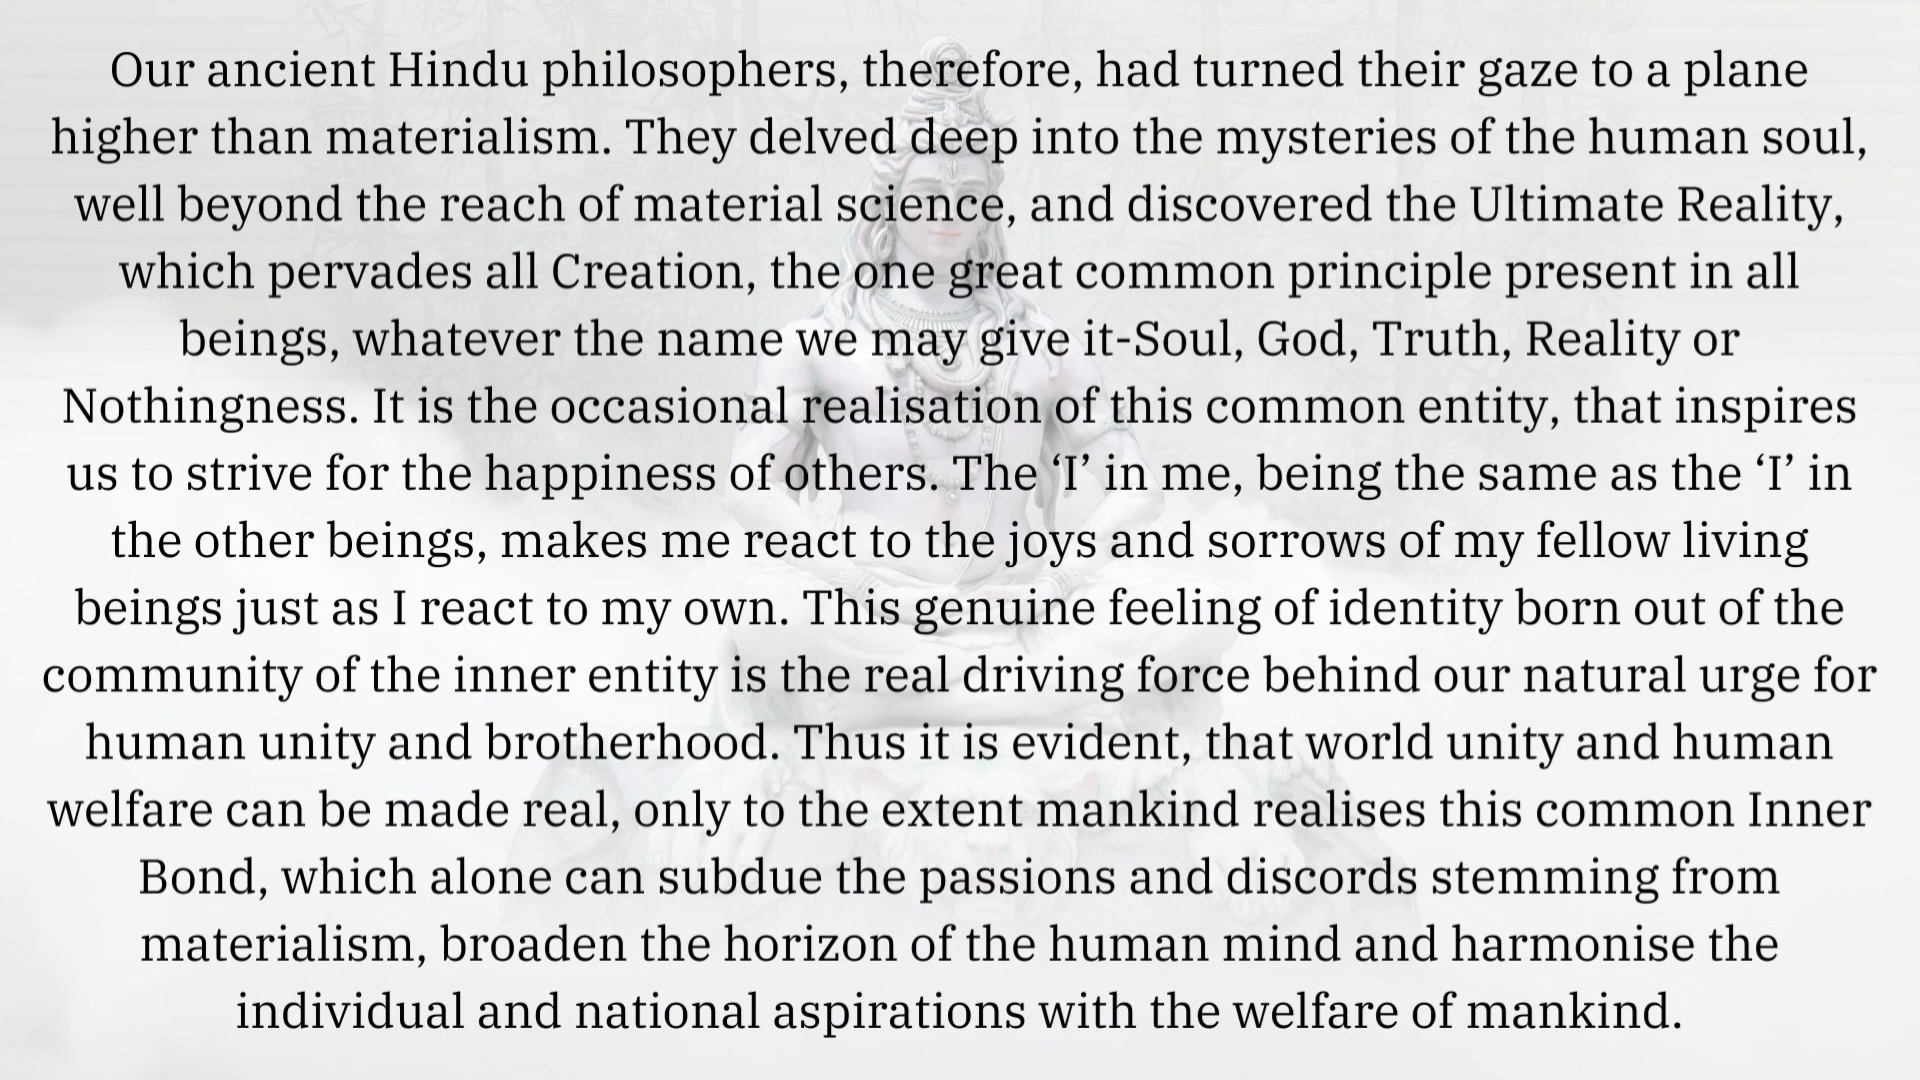 Our ancient Hindu philosophers, therefore, had turned their gaze to a plane
higher than materialism. They delved deep into the mysteries of the human soul,
well beyond the reach of material science, and discovered the Ultimate Reality,
which pervades all Creation, the one great common principle present in all
beings, whatever the name we may give it-Soul, God, Truth, Reality or
Nothingness. It is the occasional realisation of this common entity, that inspires
us to strive for the happiness of others. The ‘I’ in me, being the same as the ‘I’ in
the other beings, makes me react to the joys and sorrows of my fellow living
beings just as I react to my own. This genuine feeling of identity born out of the
community of the inner entity is the real driving force behind our natural urge for
human unity and brotherhood. Thus it is evident, that world unity and human
welfare can be made real, only to the extent mankind realises this common Inner
Bond, which alone can subdue the passions and discords stemming from
materialism, broaden the horizon of the human mind and harmonise the
individual and national aspirations with the welfare of mankind.